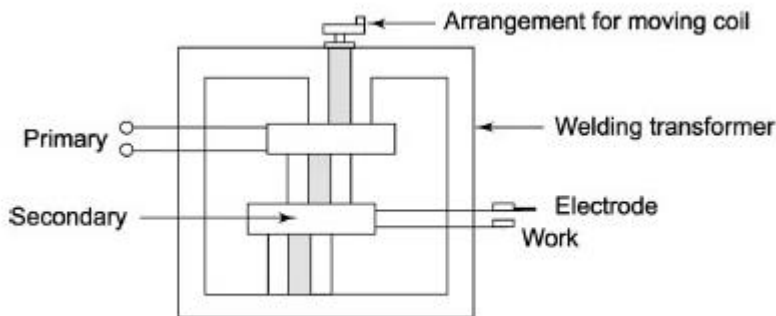 Arrangement for moving coil
Primary
Welding transformer
Secondary
Electrode
Work